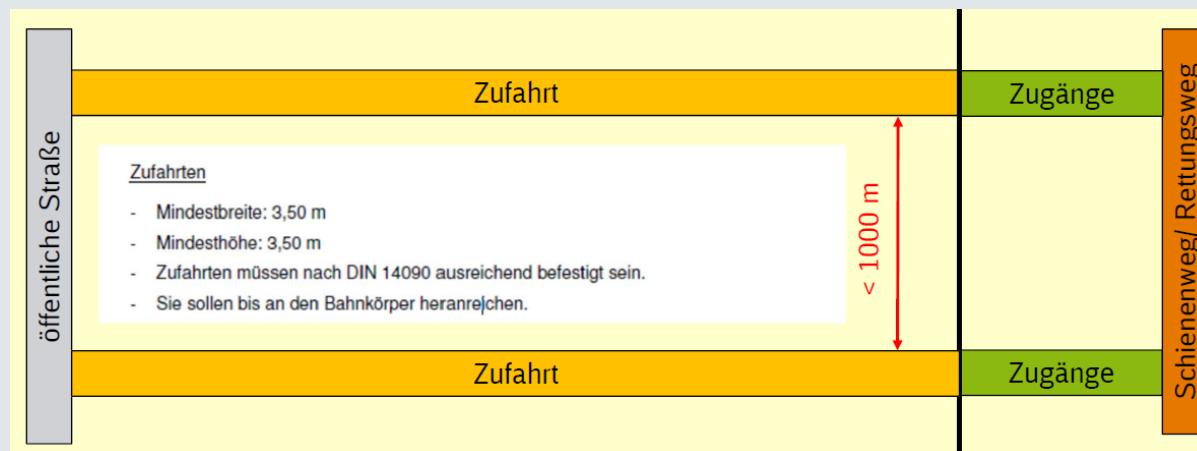 Zufahrt
Zugänge
öffentliche Straße
Zufahrten
- Mindestbreite: 3,50 m
- Mindesthöhe: 3,50 m
- Zufahrten müssen nach DIN 14090 ausreichend befestigt sein.
- Sie sollen bis an den Bahnkörper heranreichen.
< 1000 m
Schienenweg/ Rettungsweg
Zufahrt
Zugänge